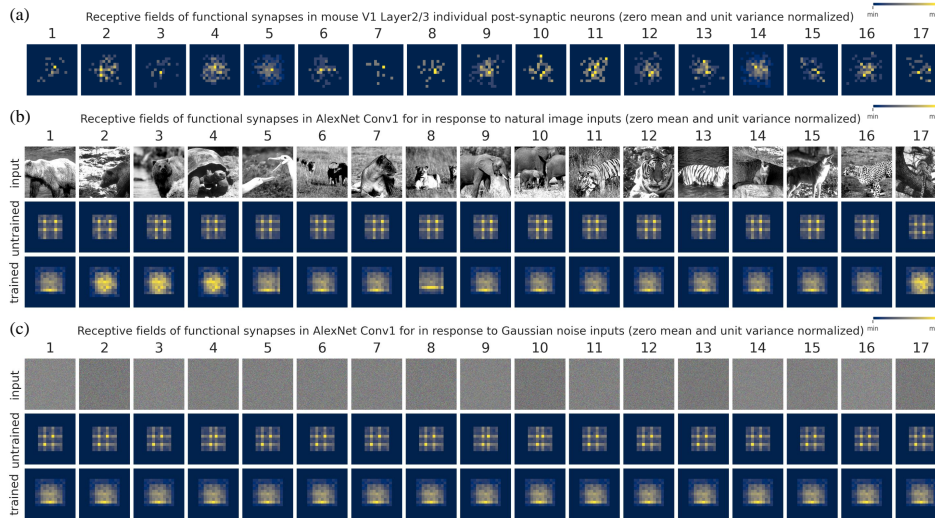 (a)
Receptive fields of functional synapses in mouse V1 Layer2/3 individual post-synaptic neurons (zero mean and unit variance normalized)
min m
1 2 3 4 5 6 7 8 9 10 11 12 13 14 15 16 17
(b)
Receptive fields of functional synapses in AlexNet Conv1 for in response to natural image inputs (zero mean and unit variance normalized)
min m
1 2 3 4 5 6 7 8 9 10 11 12 13 14 15 16 17
input
untrained
trained
(c)
Receptive fields of functional synapses in AlexNet Conv1 for in response to Gaussian noise inputs (zero mean and unit variance normalized)
min m
1 2 3 4 5 6 7 8 9 10 11 12 13 14 15 16 17
input
untrained
trained